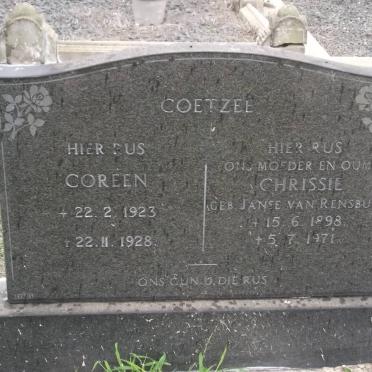 COETZEE
HIER RUS
COREEN
* 22. 2. 1923
† 22. 11. 1928.
HIER RUS
ONS MOEDER EN OUMA
CHRISSIE
GEB. JANSE VAN RENSBU
* 15. 6. 1898.
† 5. 7. 1971.
ONS GUN U DIE RUS